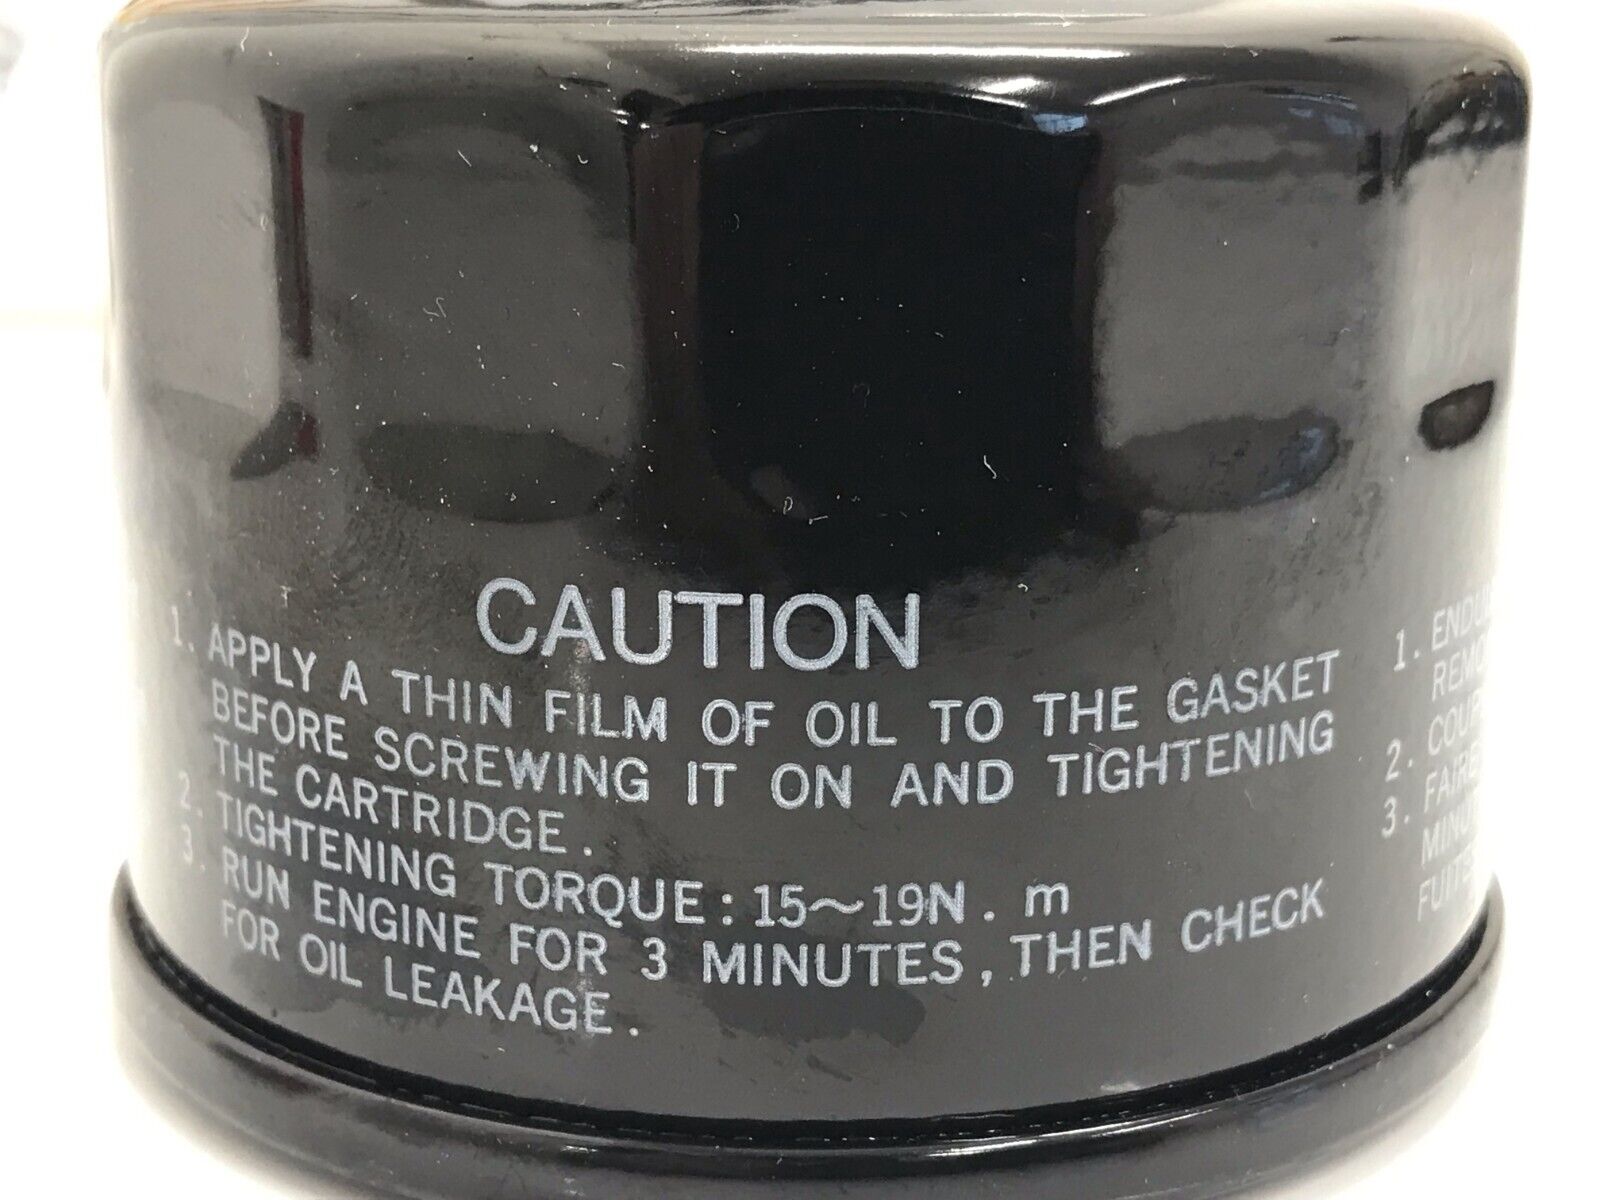 CAUTION
1. APPLY A THIN FILM OF OIL TO THE GASKET
BEFORE SCREWING IT ON AND TIGHTENING
THE CARTRIDGE.
2. TIGHTENING TORQUE: 15~19N. m
3. RUN ENGINE FOR 3 MINUTES, THEN CHECK
FOR OIL LEAKAGE.
1.
2.
3.